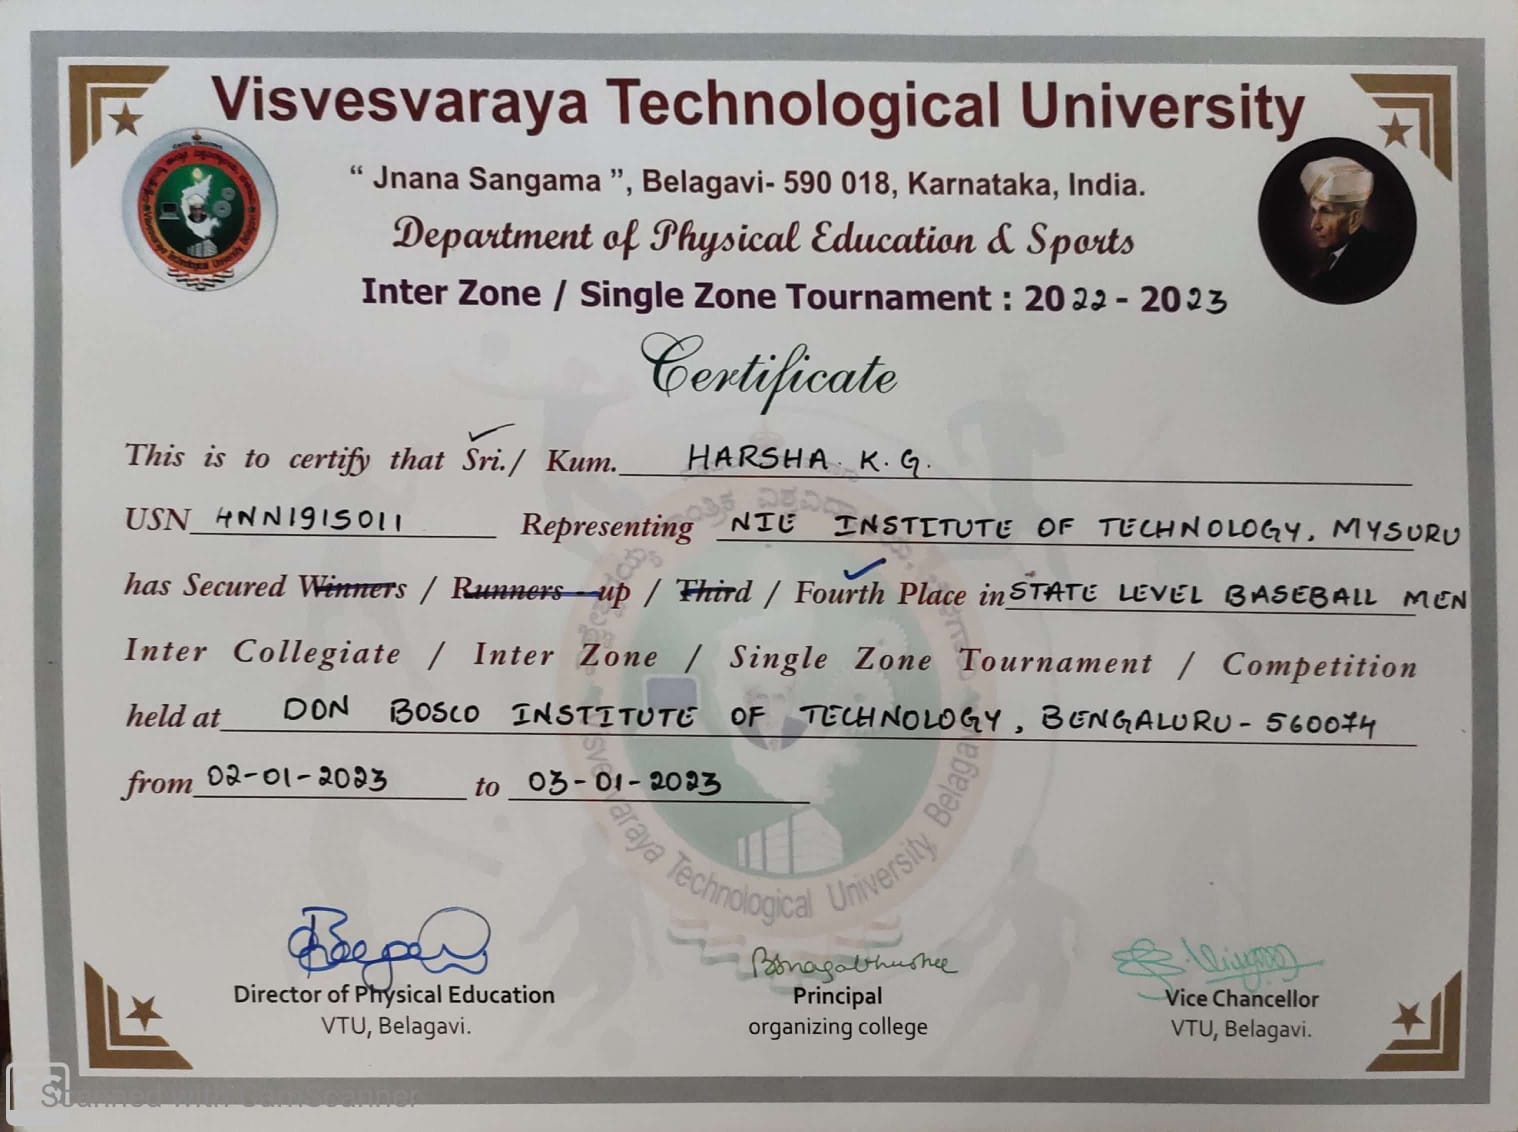 Visvesvaraya Technological University
“ Jnana Sangama ”, Belagavi- 590 018, Karnataka, India.
Department of Physical Education & Sports
Inter Zone / Single Zone Tournament : 2022 - 2023
Certificate
This is to certify that Sri./ Kum. HARSHA. K. G.
USN 4NN19IS011 Representing NIE INSTITUTE OF TECHNOLOGY, MYSURU
has Secured Winners / Runners - up / Third / Fourth Place in STATE LEVEL BASEBALL MEN
Inter Collegiate / Inter Zone / Single Zone Tournament / Competition
held at DON BOSCO INSTITUTE OF TECHNOLOGY, BENGALURU - 560074
from 02-01-2023 to 03-01-2023
Visvesvaraya Technological University, Belagavi
Director of Physical Education
VTU, Belagavi.
Principal
organizing college
Vice Chancellor
VTU, Belagavi.
Scanned with CamScanner